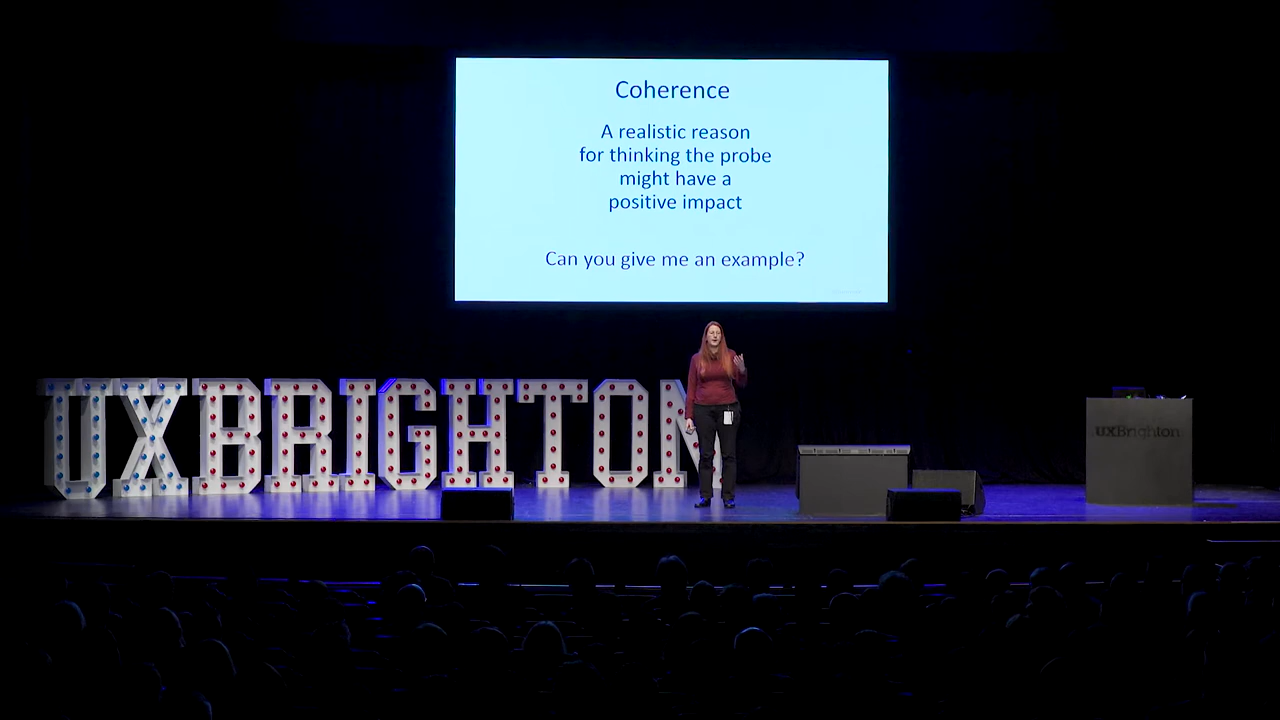 Coherence
A realistic reason
for thinking the probe
might have a
positive impact
Can you give me an example?
UXBRIGHTON
uxBrighton